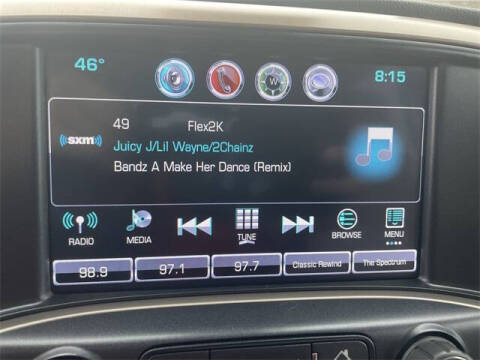 46°
W
8:15
49 Flex2K
((sxm))
Juicy J/Lil Wayne/2Chainz
Bandz A Make Her Dance (Remix)
RADIO
MEDIA
TUNE
BROWSE
MENU
98.9
97.1
97.7
Classic Rewind
The Spectrum